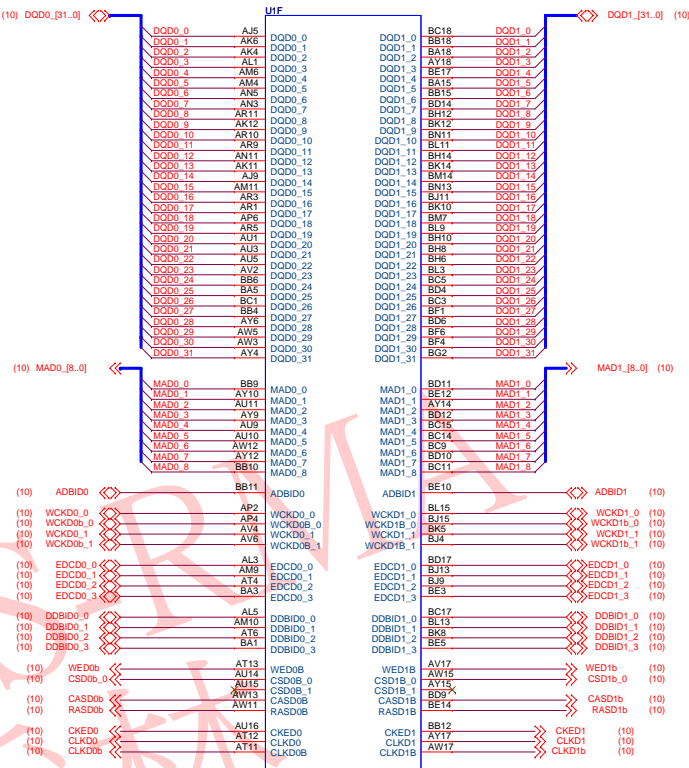 U1F
(10) DQD0_[31..0] DQD1_[31..0] (10)
DQD0_0 AJ5 DQD0_0 DQD1_0 BC18 DQD1_0
DQD0_1 AK6 DQD0_1 DQD1_1 BB18 DQD1_1
DQD0_2 AK4 DQD0_2 DQD1_2 BA18 DQD1_2
DQD0_3 AL1 DQD0_3 DQD1_3 AY18 DQD1_3
DQD0_4 AM6 DQD0_4 DQD1_4 BE17 DQD1_4
DQD0_5 AM4 DQD0_5 DQD1_5 BA15 DQD1_5
DQD0_6 AN5 DQD0_6 DQD1_6 BB15 DQD1_6
DQD0_7 AN3 DQD0_7 DQD1_7 BD14 DQD1_7
DQD0_8 AR11 DQD0_8 DQD1_8 BH12 DQD1_8
DQD0_9 AK12 DQD0_9 DQD1_9 BK12 DQD1_9
DQD0_10 AR10 DQD0_10 DQD1_10 BN11 DQD1_10
DQD0_11 AR9 DQD0_11 DQD1_11 BL11 DQD1_11
DQD0_12 AN11 DQD0_12 DQD1_12 BH14 DQD1_12
DQD0_13 AK11 DQD0_13 DQD1_13 BK14 DQD1_13
DQD0_14 AJ9 DQD0_14 DQD1_14 BM14 DQD1_14
DQD0_15 AM11 DQD0_15 DQD1_15 BN13 DQD1_15
DQD0_16 AR3 DQD0_16 DQD1_16 BJ11 DQD1_16
DQD0_17 AR1 DQD0_17 DQD1_17 BK10 DQD1_17
DQD0_18 AP6 DQD0_18 DQD1_18 BM7 DQD1_18
DQD0_19 AR5 DQD0_19 DQD1_19 BL9 DQD1_19
DQD0_20 AU1 DQD0_20 DQD1_20 BH10 DQD1_20
DQD0_21 AU3 DQD0_21 DQD1_21 BH8 DQD1_21
DQD0_22 AU5 DQD0_22 DQD1_22 BH6 DQD1_22
DQD0_23 AV2 DQD0_23 DQD1_23 BL3 DQD1_23
DQD0_24 BB6 DQD0_24 DQD1_24 BC5 DQD1_24
DQD0_25 BA5 DQD0_25 DQD1_25 BD4 DQD1_25
DQD0_26 BC1 DQD0_26 DQD1_26 BC3 DQD1_26
DQD0_27 BB4 DQD0_27 DQD1_27 BF1 DQD1_27
DQD0_28 AY6 DQD0_28 DQD1_28 BD6 DQD1_28
DQD0_29 AW5 DQD0_29 DQD1_29 BF6 DQD1_29
DQD0_30 AW3 DQD0_30 DQD1_30 BF4 DQD1_30
DQD0_31 AY4 DQD0_31 DQD1_31 BG2 DQD1_31
(10) MAD0_[8..0] MAD1_[8..0] (10)
MAD0_0 BB9 MAD0_0 MAD1_0 BD11 MAD1_0
MAD0_1 AY10 MAD0_1 MAD1_1 BE12 MAD1_1
MAD0_2 AU11 MAD0_2 MAD1_2 AY14 MAD1_2
MAD0_3 AY9 MAD0_3 MAD1_3 BD12 MAD1_3
MAD0_4 AU9 MAD0_4 MAD1_4 BC15 MAD1_4
MAD0_5 AU10 MAD0_5 MAD1_5 BC14 MAD1_5
MAD0_6 AW12 MAD0_6 MAD1_6 BC9 MAD1_6
MAD0_7 AY12 MAD0_7 MAD1_7 BD10 MAD1_7
MAD0_8 BB10 MAD0_8 MAD1_8 BC11 MAD1_8
(10) ADBID0 BB11 ADBID0 ADBID1 BE10 ADBID1 (10)
(10) WCKD0_0 AP2 WCKD0_0 WCKD1_0 BL15 WCKD1_0 (10)
(10) WCKD0b_0 AP4 WCKD0B_0 WCKD1B_0 BJ15 WCKD1b_0 (10)
(10) WCKD0_1 AV4 WCKD0_1 WCKD1_1 BK5 WCKD1_1 (10)
(10) WCKD0b_1 AV6 WCKD0B_1 WCKD1B_1 BJ4 WCKD1b_1 (10)
(10) EDCD0_0 AL3 EDCD0_0 EDCD1_0 BD17 EDCD1_0 (10)
(10) EDCD0_1 AM9 EDCD0_1 EDCD1_1 BJ13 EDCD1_1 (10)
(10) EDCD0_2 AT4 EDCD0_2 EDCD1_2 BJ9 EDCD1_2 (10)
(10) EDCD0_3 BA3 EDCD0_3 EDCD1_3 BE3 EDCD1_3 (10)
(10) DDBID0_0 AL5 DDBID0_0 DDBID1_0 BC17 DDBID1_0 (10)
(10) DDBID0_1 AM10 DDBID0_1 DDBID1_1 BL13 DDBID1_1 (10)
(10) DDBID0_2 AT6 DDBID0_2 DDBID1_2 BK8 DDBID1_2 (10)
(10) DDBID0_3 BA1 DDBID0_3 DDBID1_3 BE5 DDBID1_3 (10)
(10) WED0b AT13 WED0B WED1B AV17 WED1b (10)
(10) CSD0b_0 AU14 CSD0B_0 CSD1B_0 AW15 CSD1b_0 (10)
AU15 CSD0B_1 CSD1B_1 AY15
(10) CASD0b AW13 CASD0B CASD1B BD9 CASD1b (10)
(10) RASD0b AW11 RASD0B RASD1B BE14 RASD1b (10)
(10) CKED0 AU16 CKED0 CKED1 BB12 CKED1 (10)
(10) CLKD0 AT12 CLKD0 CLKD1 AY17 CLKD1 (10)
(10) CLKD0b AT11 CLKD0B CLKD1B AW17 CLKD1b (10)